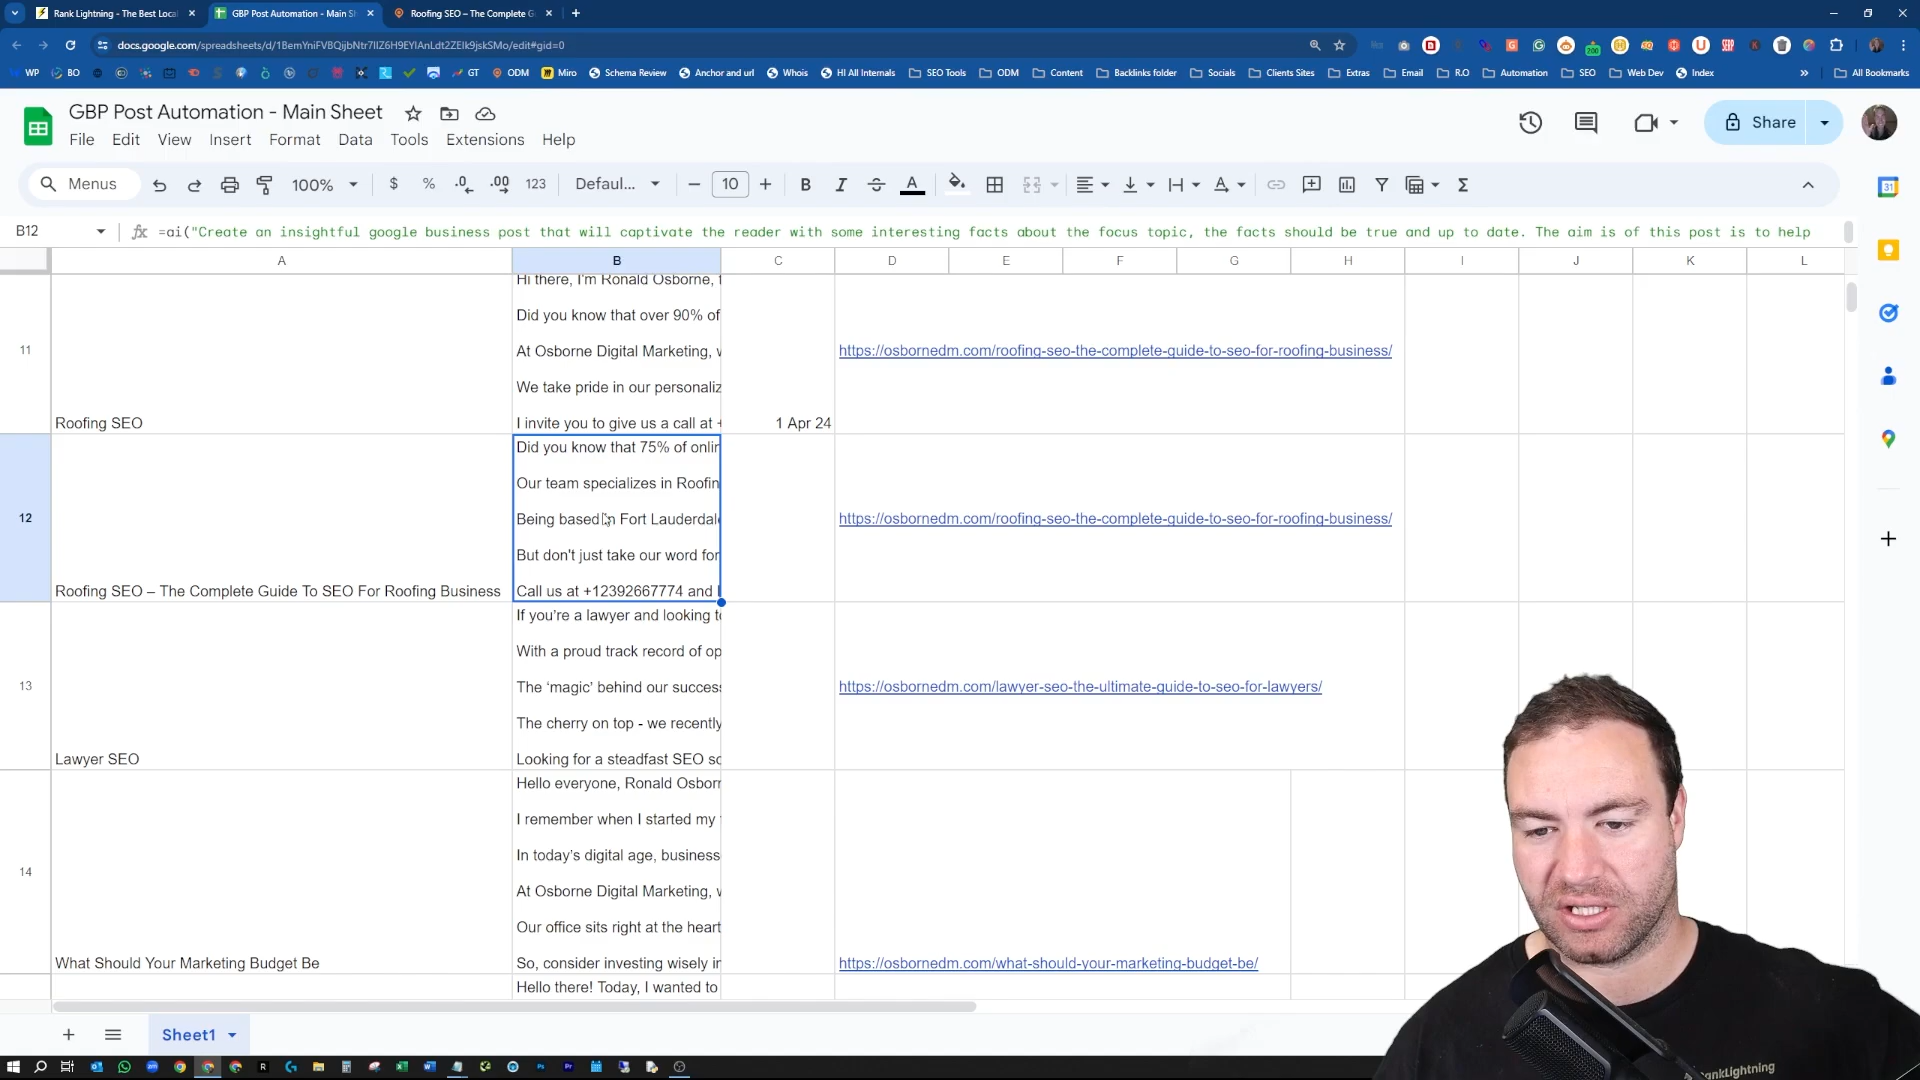 Rank Lightning - The Best Local
GBP Post Automation - Main S
Roofing SEO – The Complete G
docs.google.com/spreadsheets/d/1BemYniFVBQijbNtr7IIZ6H9EYIAnLdt2ZEIk9jskSMo/edit#gid=0
WP
BO
GT
ODM
Miro
Schema Review
Anchor and url
Whois
HI All Internals
SEO Tools
ODM
Content
Backlinks folder
Socials
Clients Sites
Extras
Email
R.O
Automation
SEO
Web Dev
Index
All Bookmarks
GBP Post Automation - Main Sheet
File Edit View Insert Format Data Tools Extensions Help
Share
Menus
100%
$ % .0 .00 123
Defaul...
10
B12
=ai("Create an insightful google business post that will captivate the reader with some interesting facts about the focus topic, the facts should be true and up to date. The aim is of this post is to help
A B C D E F G H I J K L
Hi there, I'm Ronald Osborne,
Did you know that over 90% of
11
At Osborne Digital Marketing, w
https://osbornedm.com/roofing-seo-the-complete-guide-to-seo-for-roofing-business/
We take pride in our personaliz
Roofing SEO
I invite you to give us a call at +
1 Apr 24
Did you know that 75% of onlin
Our team specializes in Roofin
12
Being based in Fort Lauderdale
https://osbornedm.com/roofing-seo-the-complete-guide-to-seo-for-roofing-business/
But don't just take our word for
Roofing SEO – The Complete Guide To SEO For Roofing Business
Call us at +12392667774 and
If you're a lawyer and looking to
With a proud track record of op
13
The ‘magic’ behind our success
https://osbornedm.com/lawyer-seo-the-ultimate-guide-to-seo-for-lawyers/
The cherry on top - we recently
Lawyer SEO
Looking for a steadfast SEO so
Hello everyone, Ronald Osborn
I remember when I started my
In today’s digital age, business
14
At Osborne Digital Marketing, w
Our office sits right at the heart
What Should Your Marketing Budget Be
So, consider investing wisely in
https://osbornedm.com/what-should-your-marketing-budget-be/
Hello there! Today, I wanted to
Sheet1
RankLightning